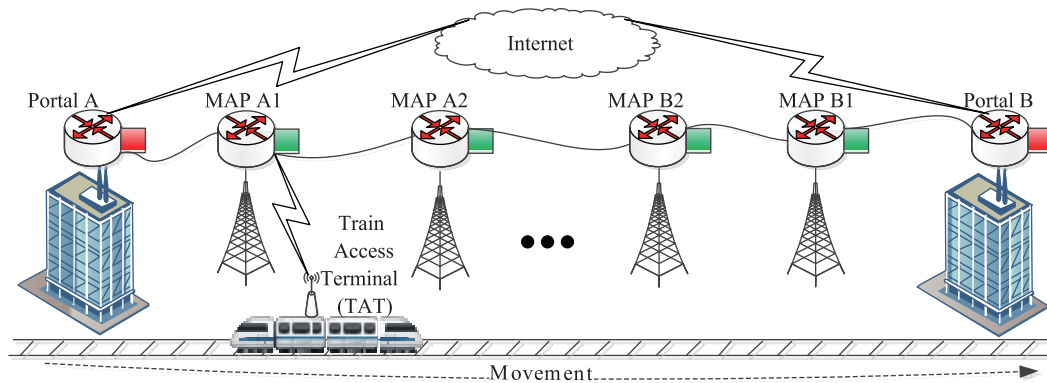 Internet
Portal A
MAP A1
MAP A2
MAP B2
MAP B1
Portal B
Train
Access
Terminal
(TAT)
Movement